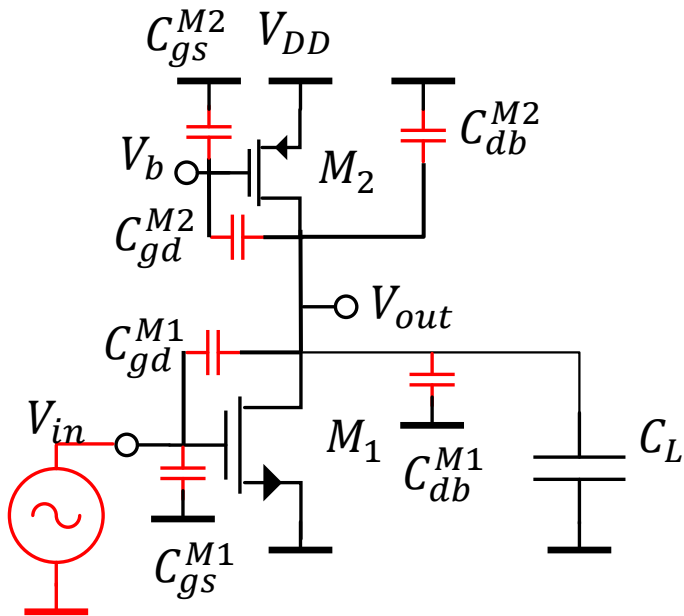 C_{gs}^{M2}
V_{DD}
C_{db}^{M2}
V_b
M_2
C_{gd}^{M2}
V_{out}
C_{gd}^{M1}
V_{in}
M_1
C_{db}^{M1}
C_L
C_{gs}^{M1}